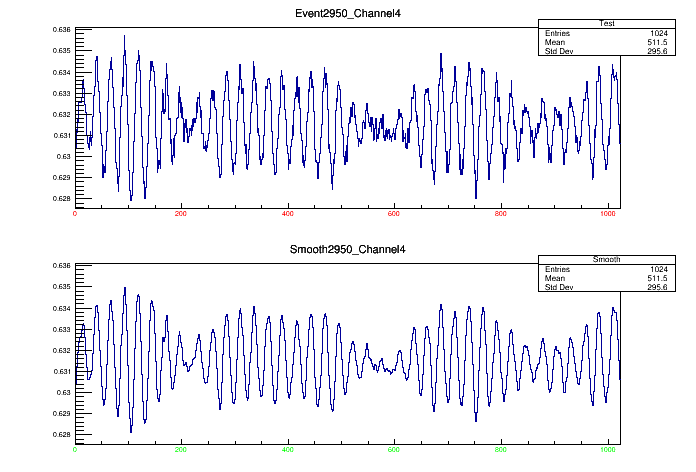 Event2950_Channel4
Test
Entries 1024
Mean 511.5
Std Dev 295.6
0.636
0.635
0.634
0.633
0.632
0.631
0.63
0.629
0.628
0 200 400 600 800 1000
Smooth2950_Channel4
Smooth
Entries 1024
Mean 511.5
Std Dev 295.6
0.636
0.635
0.634
0.633
0.632
0.631
0.63
0.629
0.628
0 200 400 600 800 1000